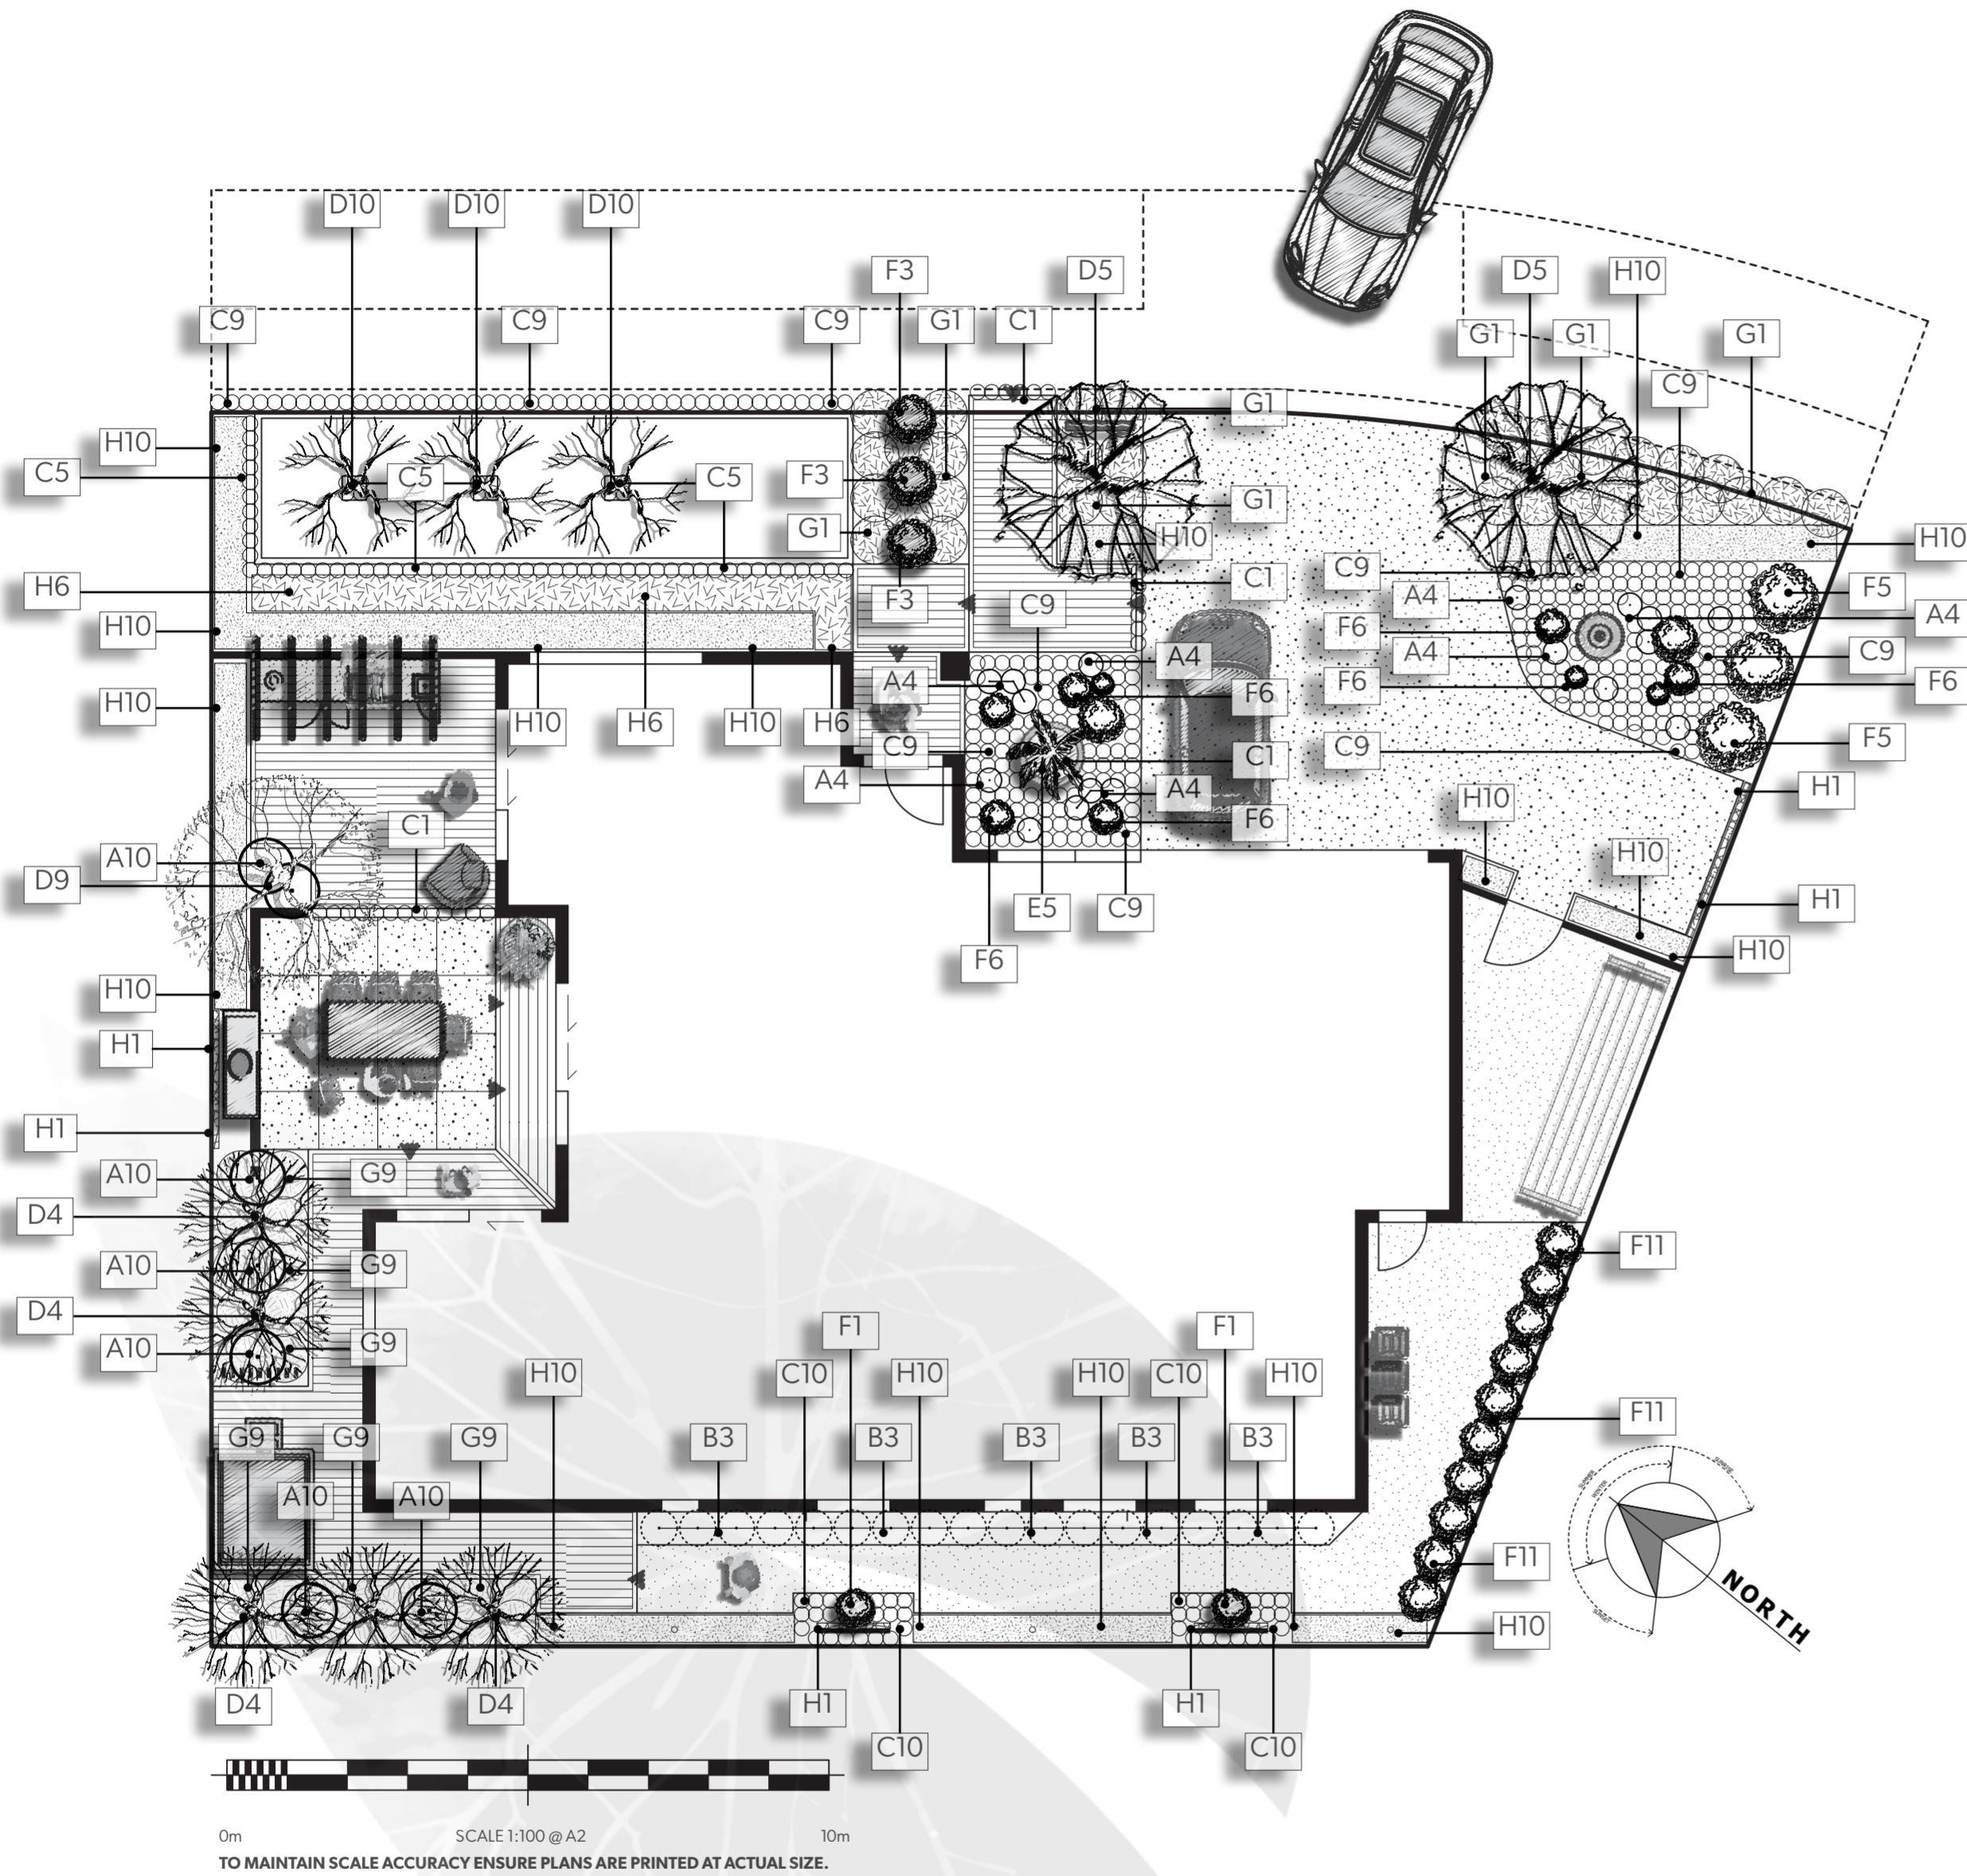 D10 D10 D10
F3 D5 D5 H10
C9 C9 C9 G1 C1 G1 G1 G1
C9
G1
H10
C5 C5 C5 F3
G1
G1 H10 H10
C9 C1 F5
H6 F3 C9 A4 A4
H10 F6
A4 A4 C9
A4 F6 F6 F6
H10 H10 H6 H10 H6
C9 C1 C9 F5
A4 A4 H1
H10
C1 F6
A10 H10
D9 E5 C9 H1
F6 H10
H10
H1
H1
A10 G9
D4
A10 G9 F11
D4 F1 F1
A10 G9
H10 C10 H10 H10 C10 H10
F11
G9 G9 G9 B3 B3 B3 B3 B3
A10 A10
F11
NORTH
H10
D4 D4 H1 H1
C10 C10
0m SCALE 1:100 @ A2 10m
TO MAINTAIN SCALE ACCURACY ENSURE PLANS ARE PRINTED AT ACTUAL SIZE.